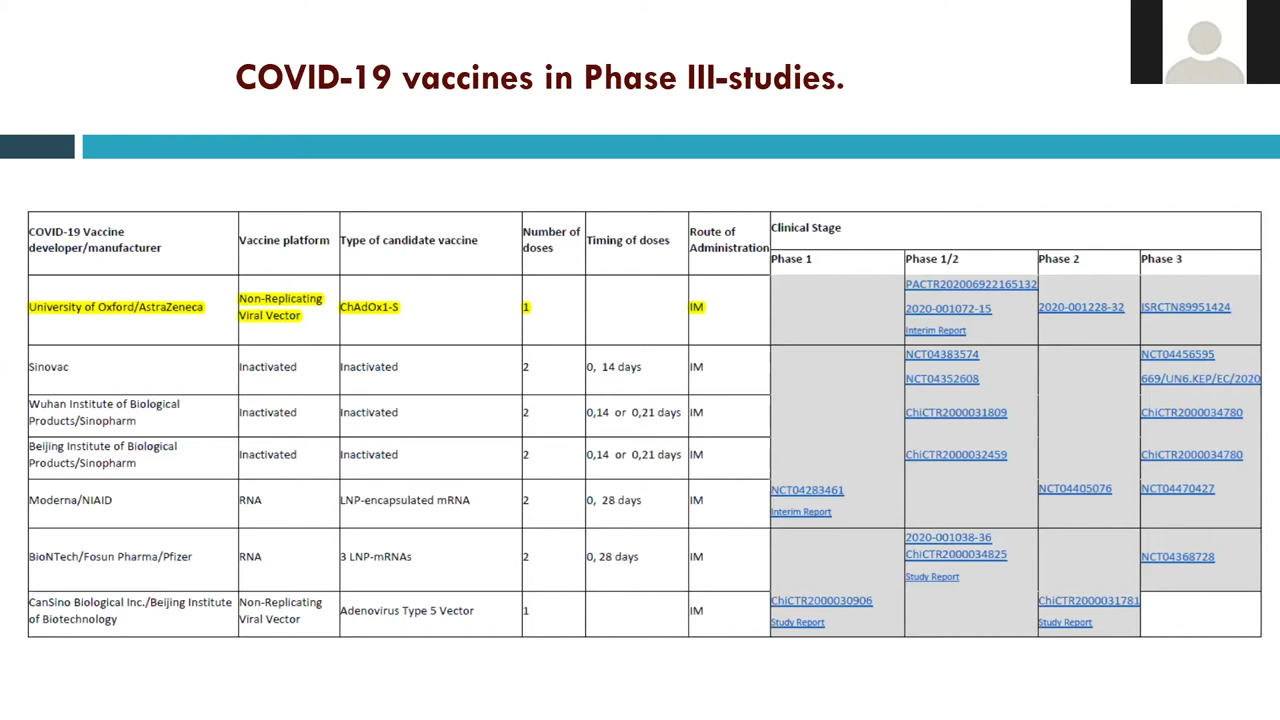 COVID-19 vaccines in Phase III-studies.
COVID-19 Vaccine
developer/manufacturer
Vaccine platform
Type of candidate vaccine
Number of
doses
Timing of doses
Route of
Administration
Clinical Stage
Phase 1
Phase 1/2
Phase 2
Phase 3
University of Oxford/AstraZeneca
Non-Replicating
Viral Vector
ChAdOx1-S
1
IM
PACTR202006922165132
2020-001072-15
Interim Report
2020-001228-32
ISRCTN89951424
Sinovac
Inactivated
Inactivated
2
0, 14 days
IM
NCT04383574
NCT04352608
NCT04456595
669/UN6.KEP/EC/2020
Wuhan Institute of Biological
Products/Sinopharm
Inactivated
Inactivated
2
0,14 or 0,21 days
IM
ChiCTR2000031809
ChiCTR2000034780
Beijing Institute of Biological
Products/Sinopharm
Inactivated
Inactivated
2
0,14 or 0,21 days
IM
ChiCTR2000032459
ChiCTR2000034780
Moderna/NIAID
RNA
LNP-encapsulated mRNA
2
0, 28 days
IM
NCT04283461
Interim Report
NCT04405076
NCT04470427
BioNTech/Fosun Pharma/Pfizer
RNA
3 LNP-mRNAs
2
0, 28 days
IM
2020-001038-36
ChiCTR2000034825
Study Report
NCT04368728
CanSino Biological Inc./Beijing Institute
of Biotechnology
Non-Replicating
Viral Vector
Adenovirus Type 5 Vector
1
IM
ChiCTR2000030906
Study Report
ChiCTR2000031781
Study Report